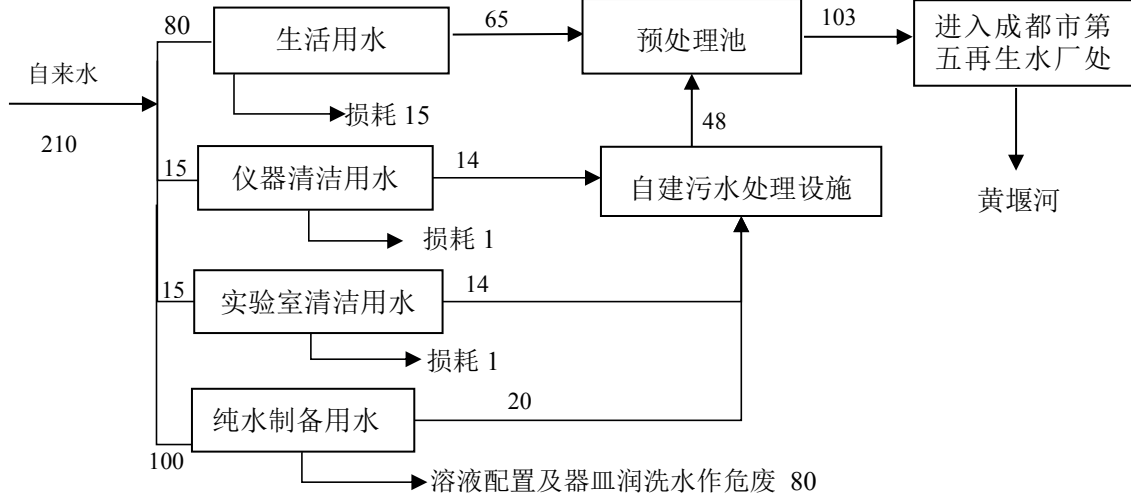 80
生活用水
65
预处理池
103
进入成都市第
五再生水厂处
自来水
210
损耗 15
48
15
仪器清洁用水
14
自建污水处理设施
黄堰河
损耗 1
15
实验室清洁用水
14
损耗 1
纯水制备用水
20
100
溶液配置及器皿润洗水作危废 80